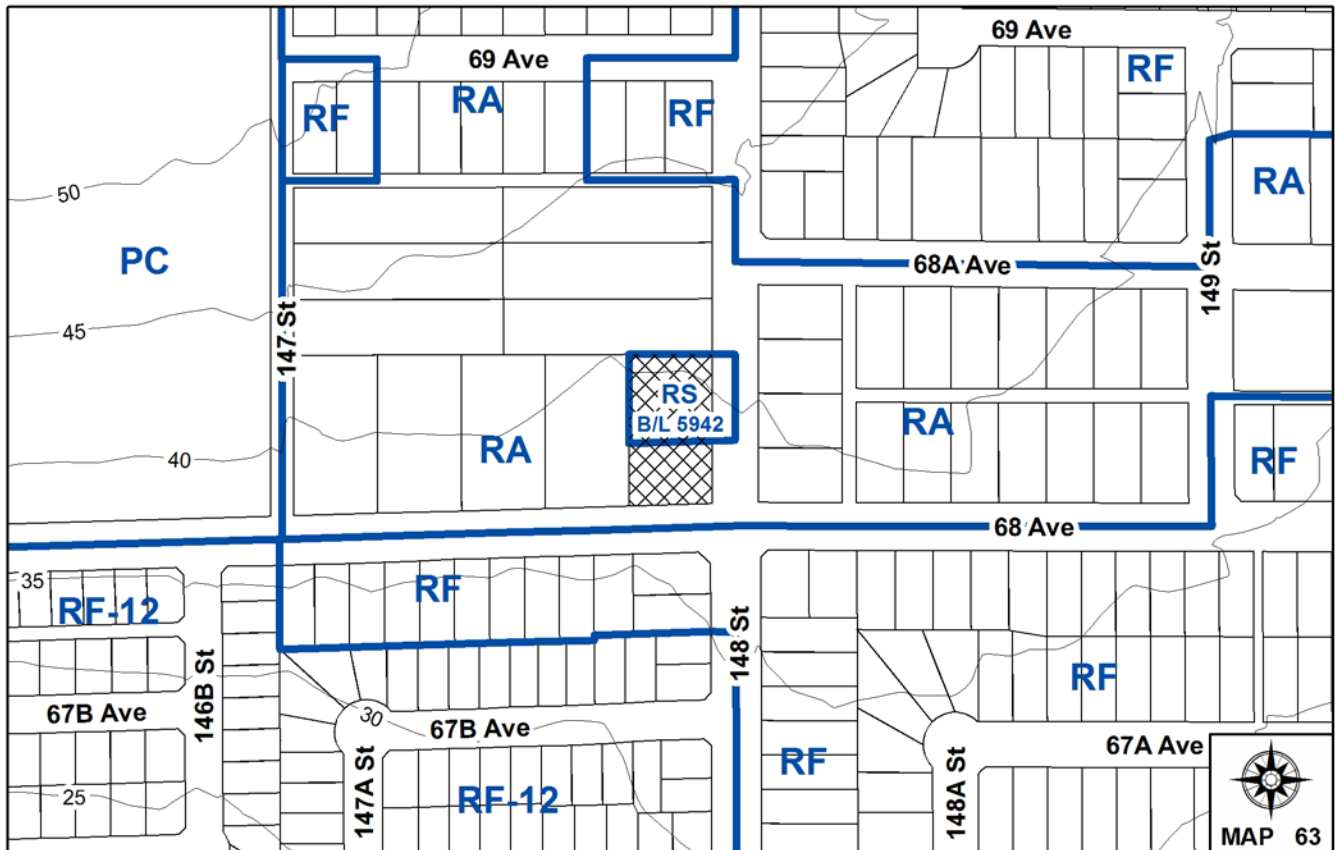 69 Ave
69 Ave
RF
RA
RF
RF
RA
50
PC
68A Ave
149 St
45
147 St
RS
B/L 5942
RA
RA
40
RF
68 Ave
35
RF-12
RF
148 St
146B St
RF
67B Ave
30
67B Ave
67A Ave
RF
25
RF-12
147A St
148A St
MAP 63